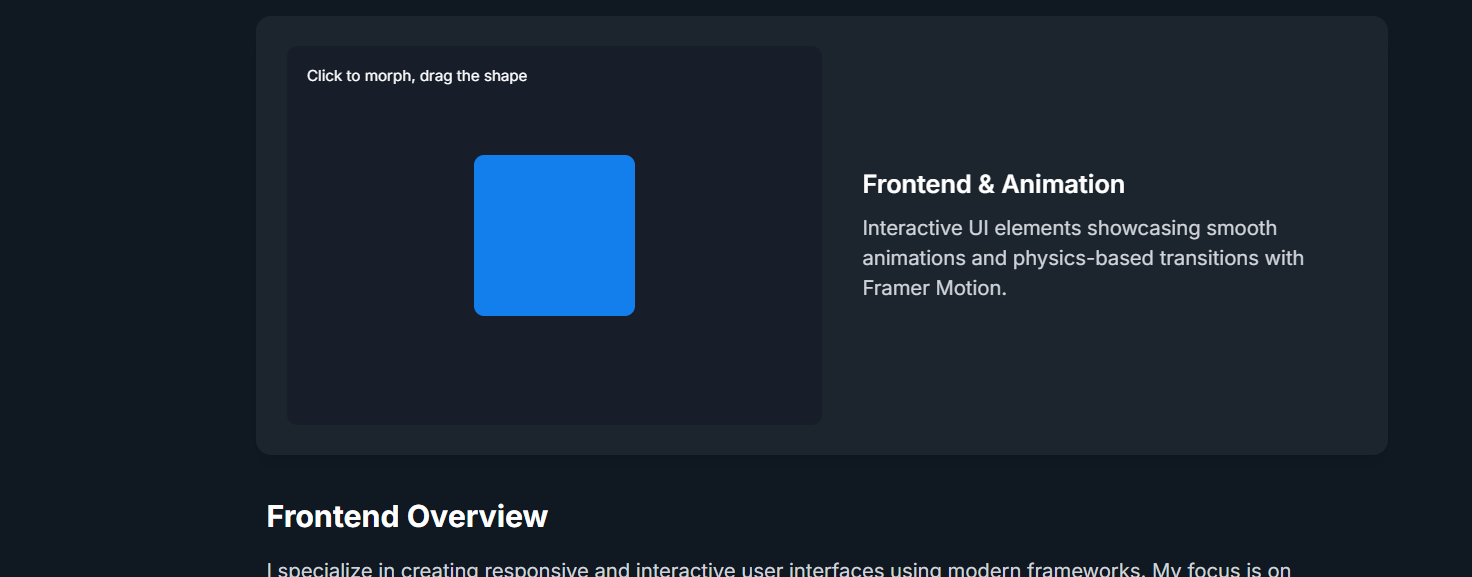 Click to morph, drag the shape
Frontend & Animation
Interactive UI elements showcasing smooth
animations and physics-based transitions with
Framer Motion.
Frontend Overview
I specialize in creating responsive and interactive user interfaces using modern frameworks. My focus is on